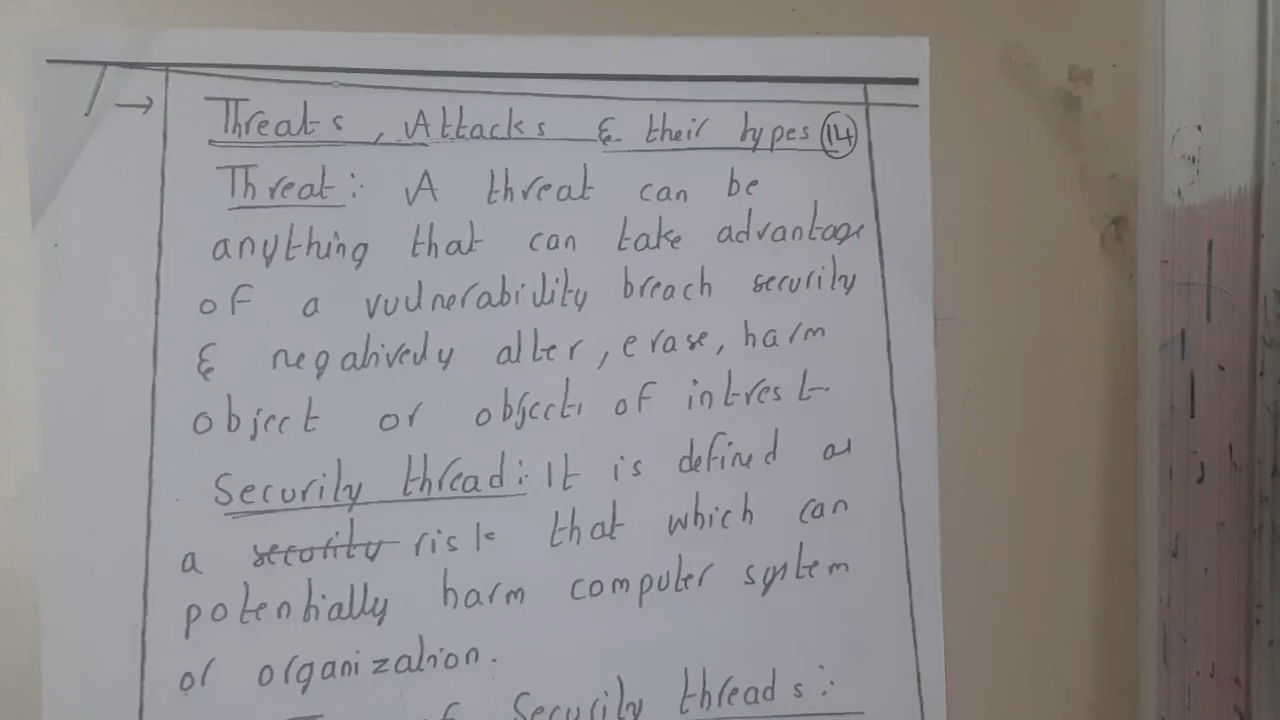 → Threats, Attacks & their types 14
Threat: A threat can be
anything that can take advantage
of a vulnerability breach security
& negatively alter, erase, harm
object or objects of intrest
Security thread: It is defined as
a security risk that which can
potentially harm computer system
or organization.
of Security threads: